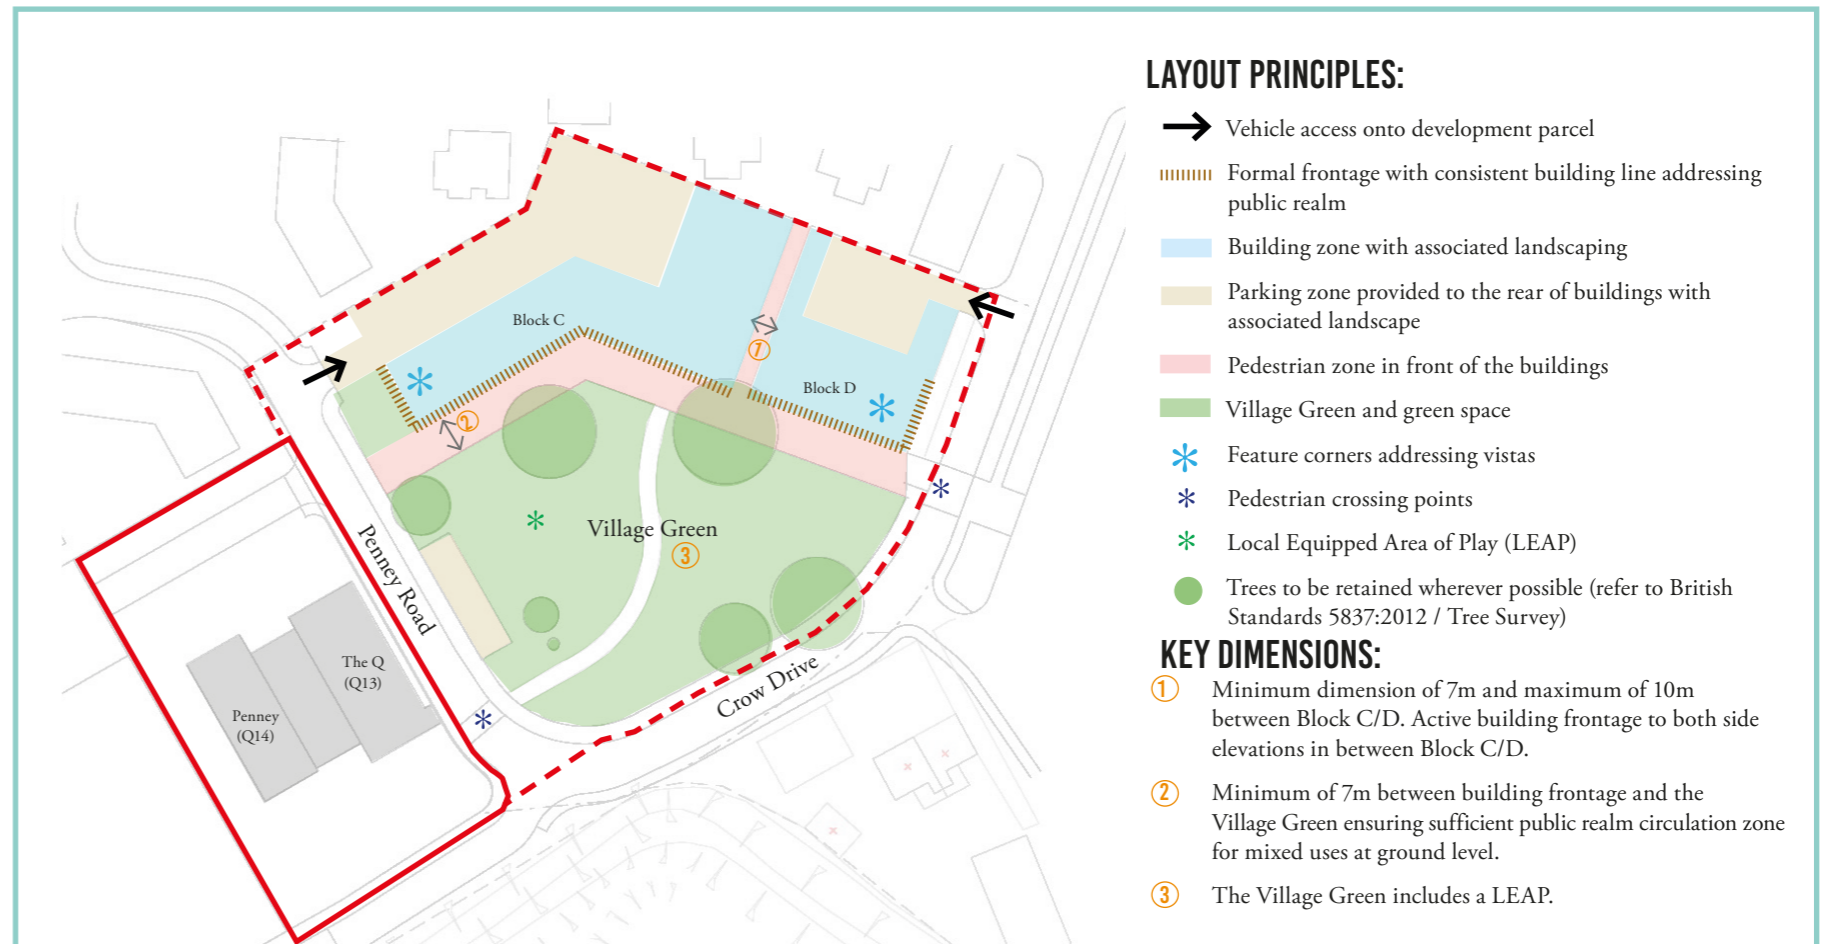 LAYOUT PRINCIPLES:
Vehicle access onto development parcel
Formal frontage with consistent building line addressing
public realm
Building zone with associated landscaping
Parking zone provided to the rear of buildings with
associated landscape
Pedestrian zone in front of the buildings
Village Green and green space
Feature corners addressing vistas
Pedestrian crossing points
Local Equipped Area of Play (LEAP)
Trees to be retained wherever possible (refer to British
Standards 5837:2012 / Tree Survey)
KEY DIMENSIONS:
1 Minimum dimension of 7m and maximum of 10m
between Block C/D. Active building frontage to both side
elevations in between Block C/D.
2 Minimum of 7m between building frontage and the
Village Green ensuring sufficient public realm circulation zone
for mixed uses at ground level.
3 The Village Green includes a LEAP.
Block C
1
Block D
2
Village Green
3
Penney Road
The Q
(Q13)
Penney
(Q14)
Crow Drive